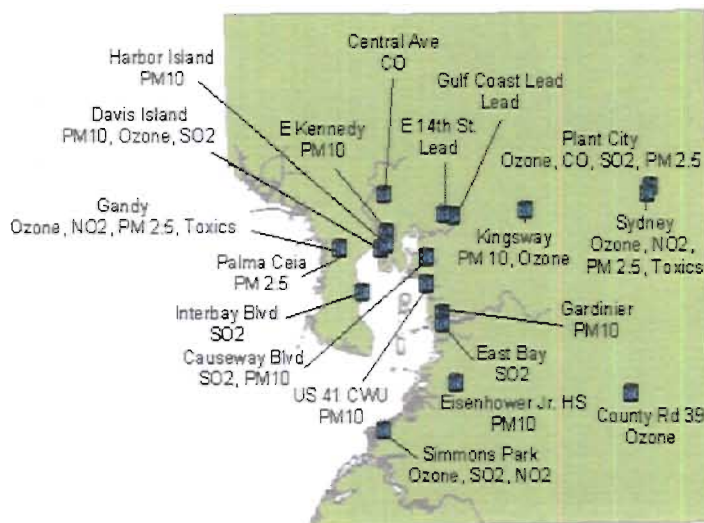 Central Ave
CO
Harbor Island
PM10
Gulf Coast Lead
Lead
Davis Island
PM10, Ozone, SO2
E Kennedy
PM10
E 14th St.
Lead
Plant City
Ozone, CO, SO2, PM 2.5
Gandy
Ozone, NO2, PM 2.5, Toxics
Kingsway
PM 10, Ozone
Sydney
Ozone, NO2,
PM 2.5, Toxics
Palma Ceia
PM 2.5
Interbay Blvd
SO2
Gardinier
PM10
Causeway Blvd
SO2, PM10
East Bay
SO2
US 41 CWU
PM10
Eisenhower Jr. HS
PM10
County Rd 39
Ozone
Simmons Park
Ozone, SO2, NO2